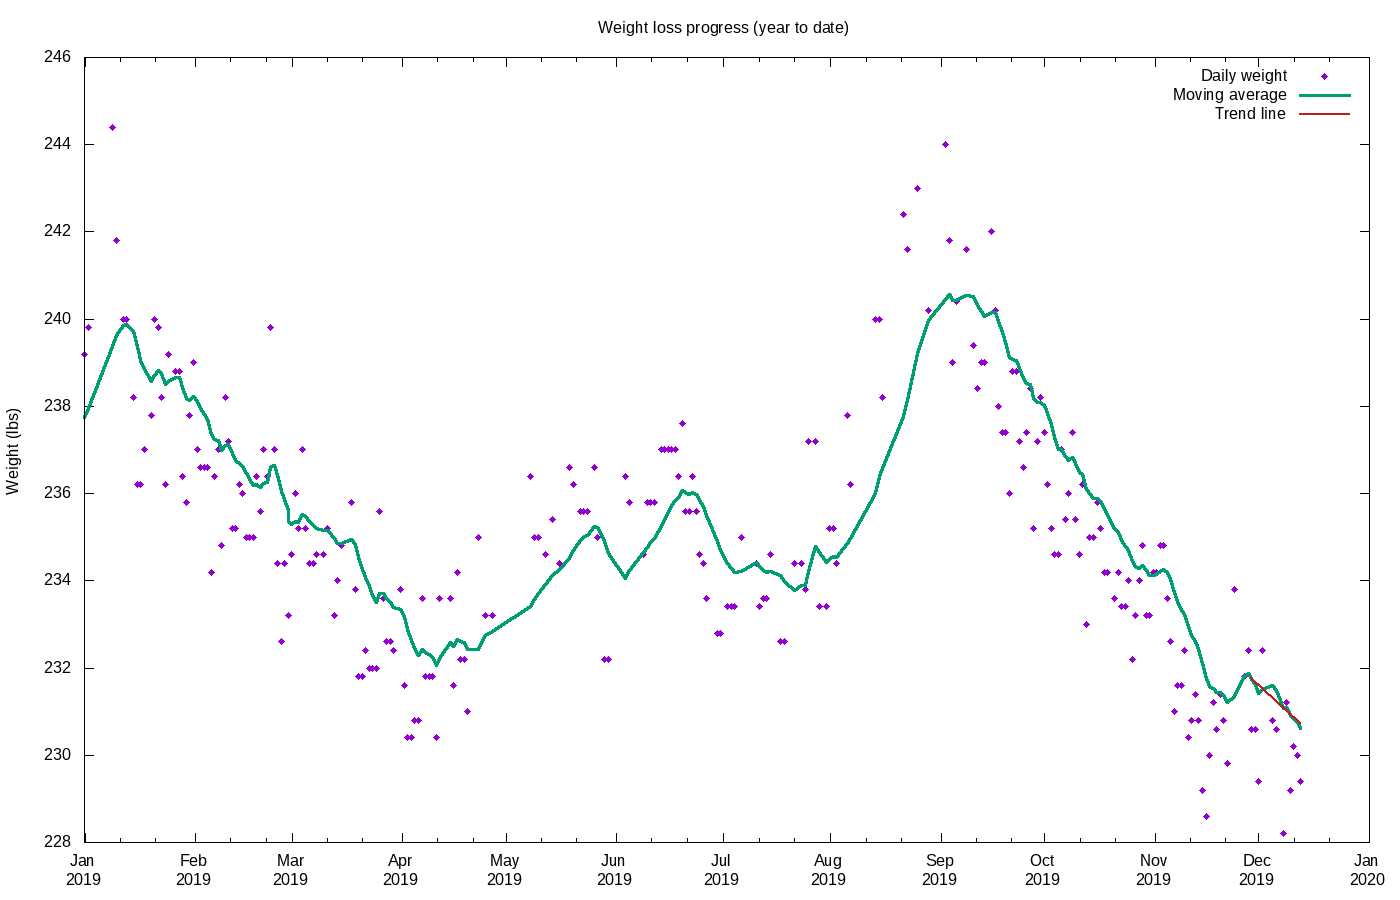 Weight loss progress (year to date)
Daily weight
Moving average
Trend line
Weight (lbs)
246
244
242
240
238
236
234
232
230
228
Jan Feb Mar Apr May Jun Jul Aug Sep Oct Nov Dec Jan
2019 2019 2019 2019 2019 2019 2019 2019 2019 2019 2019 2019 2020